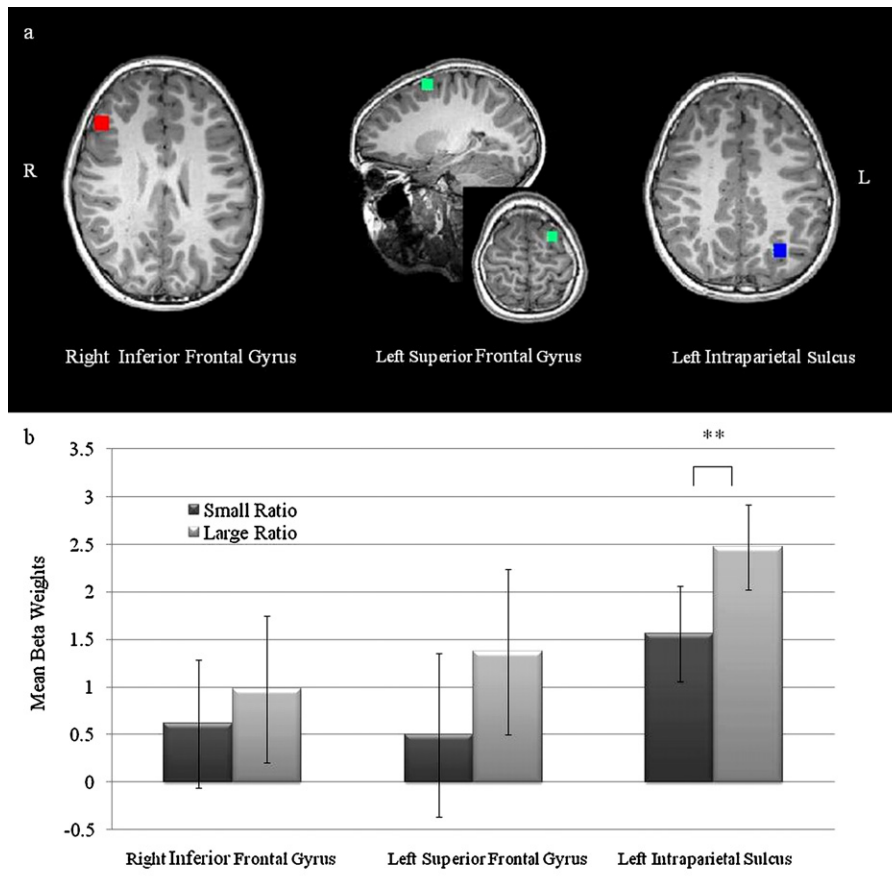 a
R
L
Right Inferior Frontal Gyrus
Left Superior Frontal Gyrus
Left Intraparietal Sulcus
b
Mean Beta Weights
3.5
3
2.5
2
1.5
1
0.5
0
-0.5
Small Ratio
Large Ratio
**
Right Inferior Frontal Gyrus
Left Superior Frontal Gyrus
Left Intraparietal Sulcus